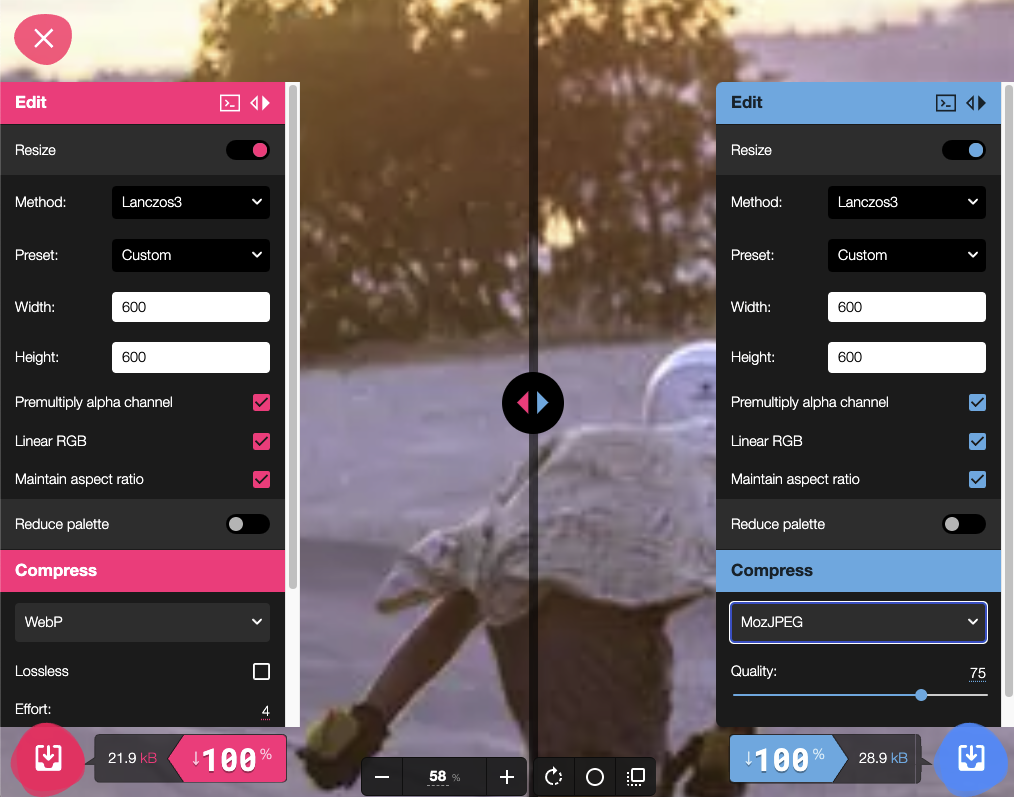 Edit
Resize
Method: Lanczos3
Preset: Custom
Width: 600
Height: 600
Premultiply alpha channel
Linear RGB
Maintain aspect ratio
Reduce palette
Compress
WebP
Lossless
Effort: 4
21.9 kB ↓100 %
58 %
Edit
Resize
Method: Lanczos3
Preset: Custom
Width: 600
Height: 600
Premultiply alpha channel
Linear RGB
Maintain aspect ratio
Reduce palette
Compress
MozJPEG
Quality: 75
↓100 % 28.9 kB